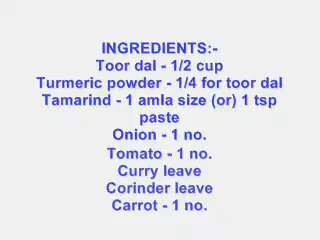 INGREDIENTS:-
Toor dal - 1/2 cup
Turmeric powder - 1/4 for toor dal
Tamarind - 1 amla size (or) 1 tsp
paste
Onion - 1 no.
Tomato - 1 no.
Curry leave
Corinder leave
Carrot - 1 no.